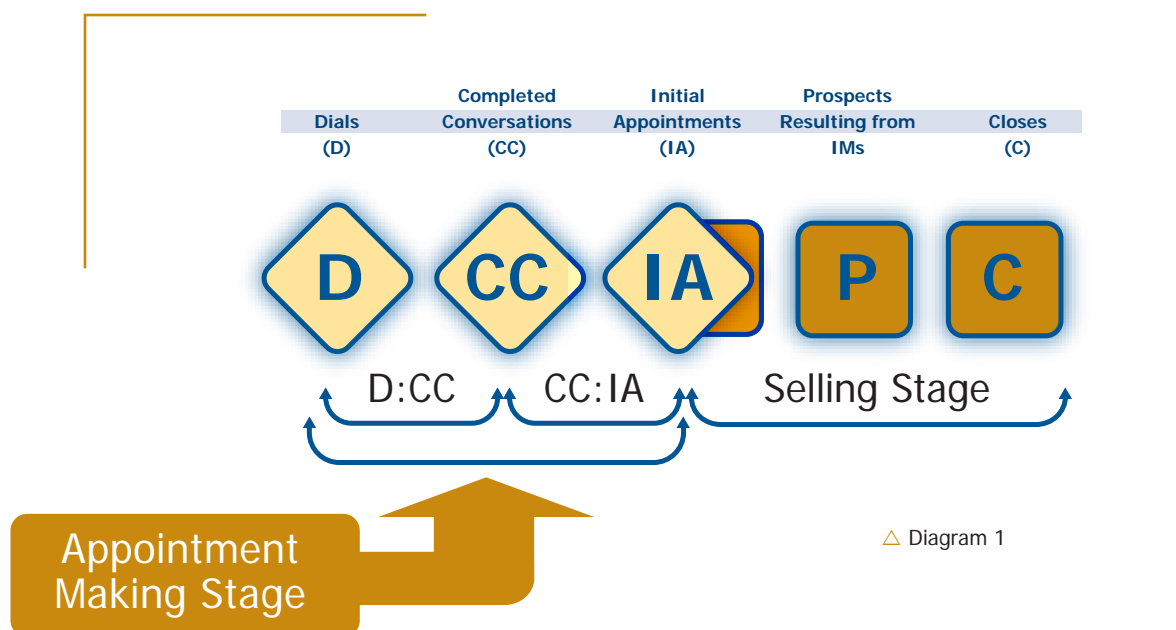 Completed Initial Prospects
Dials Conversations Appointments Resulting from Closes
(D) (CC) (IA) IMs (C)
D CC IA P C
D:CC CC:IA Selling Stage
Appointment
Making Stage
△ Diagram 1